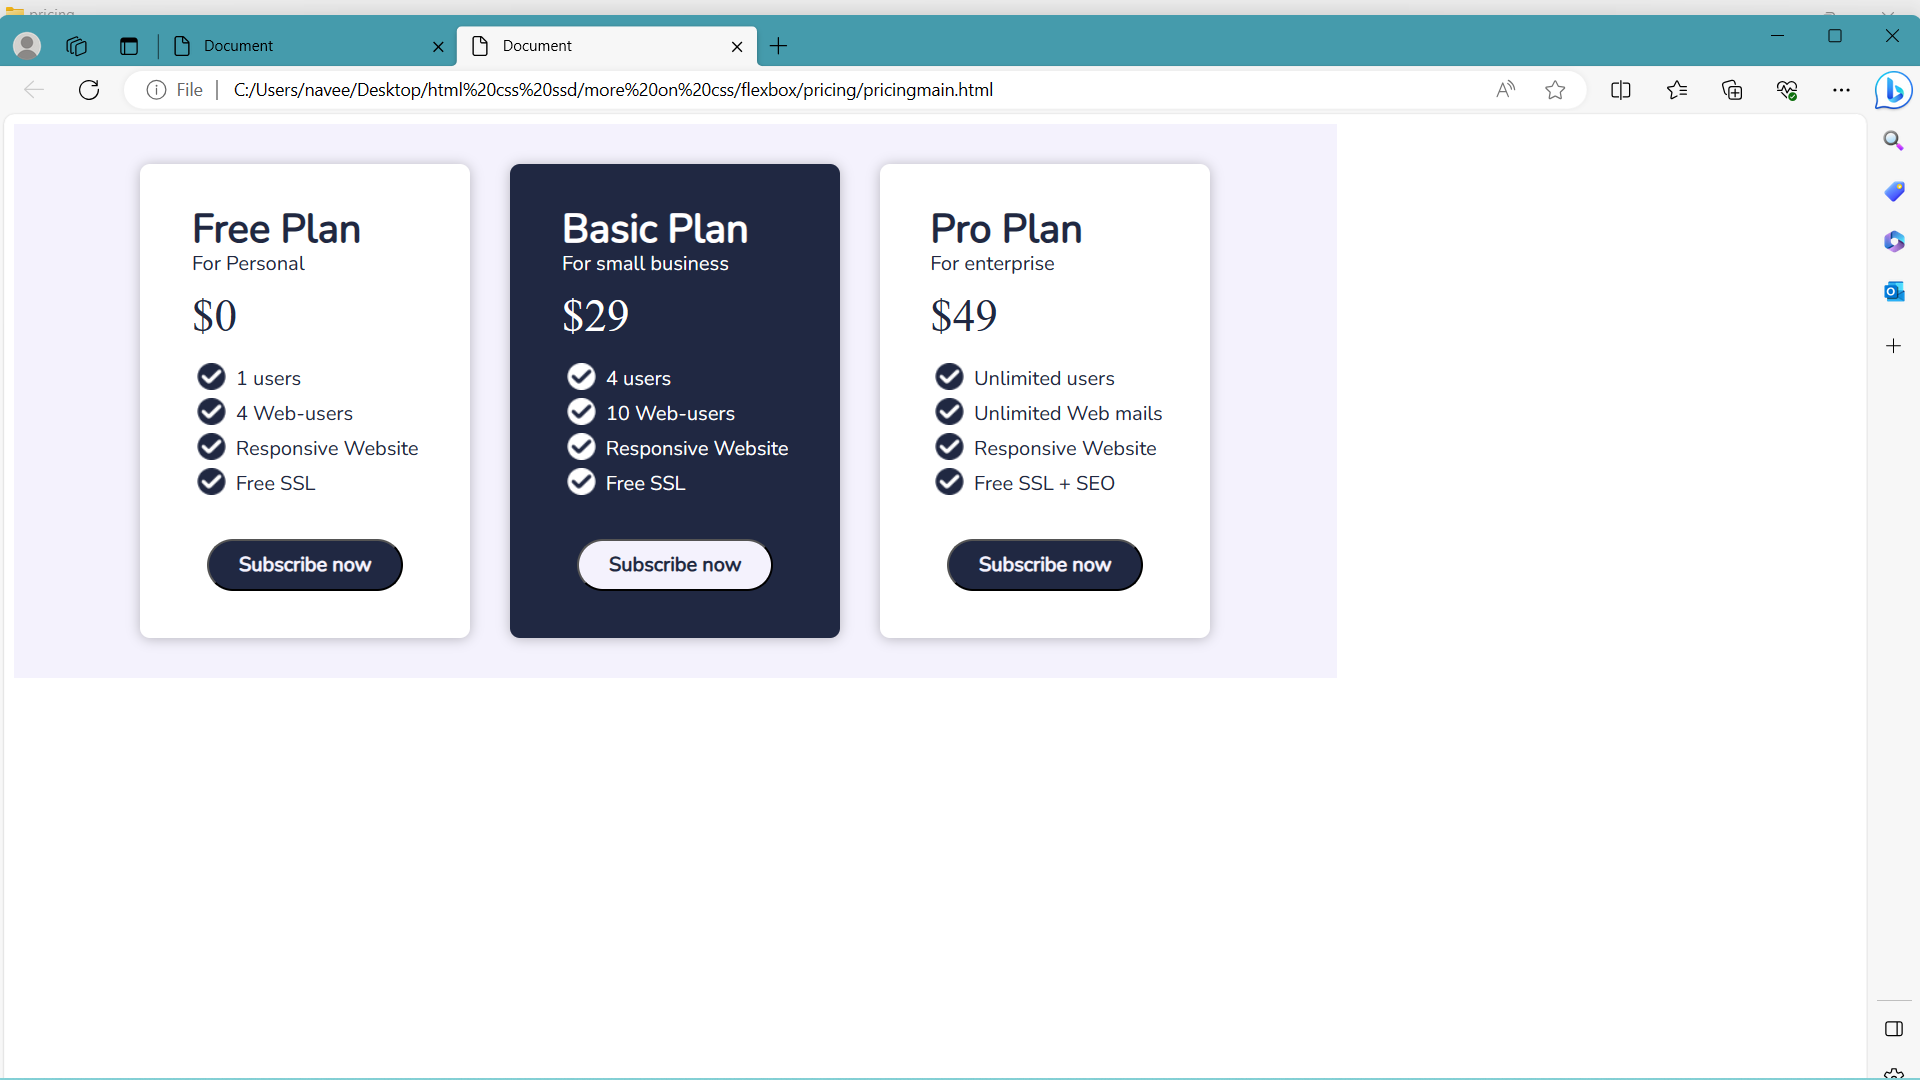 pricing
Document
Document
File
C:/Users/navee/Desktop/html%20css%20ssd/more%20on%20css/flexbox/pricing/pricingmain.html
Free Plan
For Personal
$0
1 users
4 Web-users
Responsive Website
Free SSL
Subscribe now
Basic Plan
For small business
$29
4 users
10 Web-users
Responsive Website
Free SSL
Subscribe now
Pro Plan
For enterprise
$49
Unlimited users
Unlimited Web mails
Responsive Website
Free SSL + SEO
Subscribe now